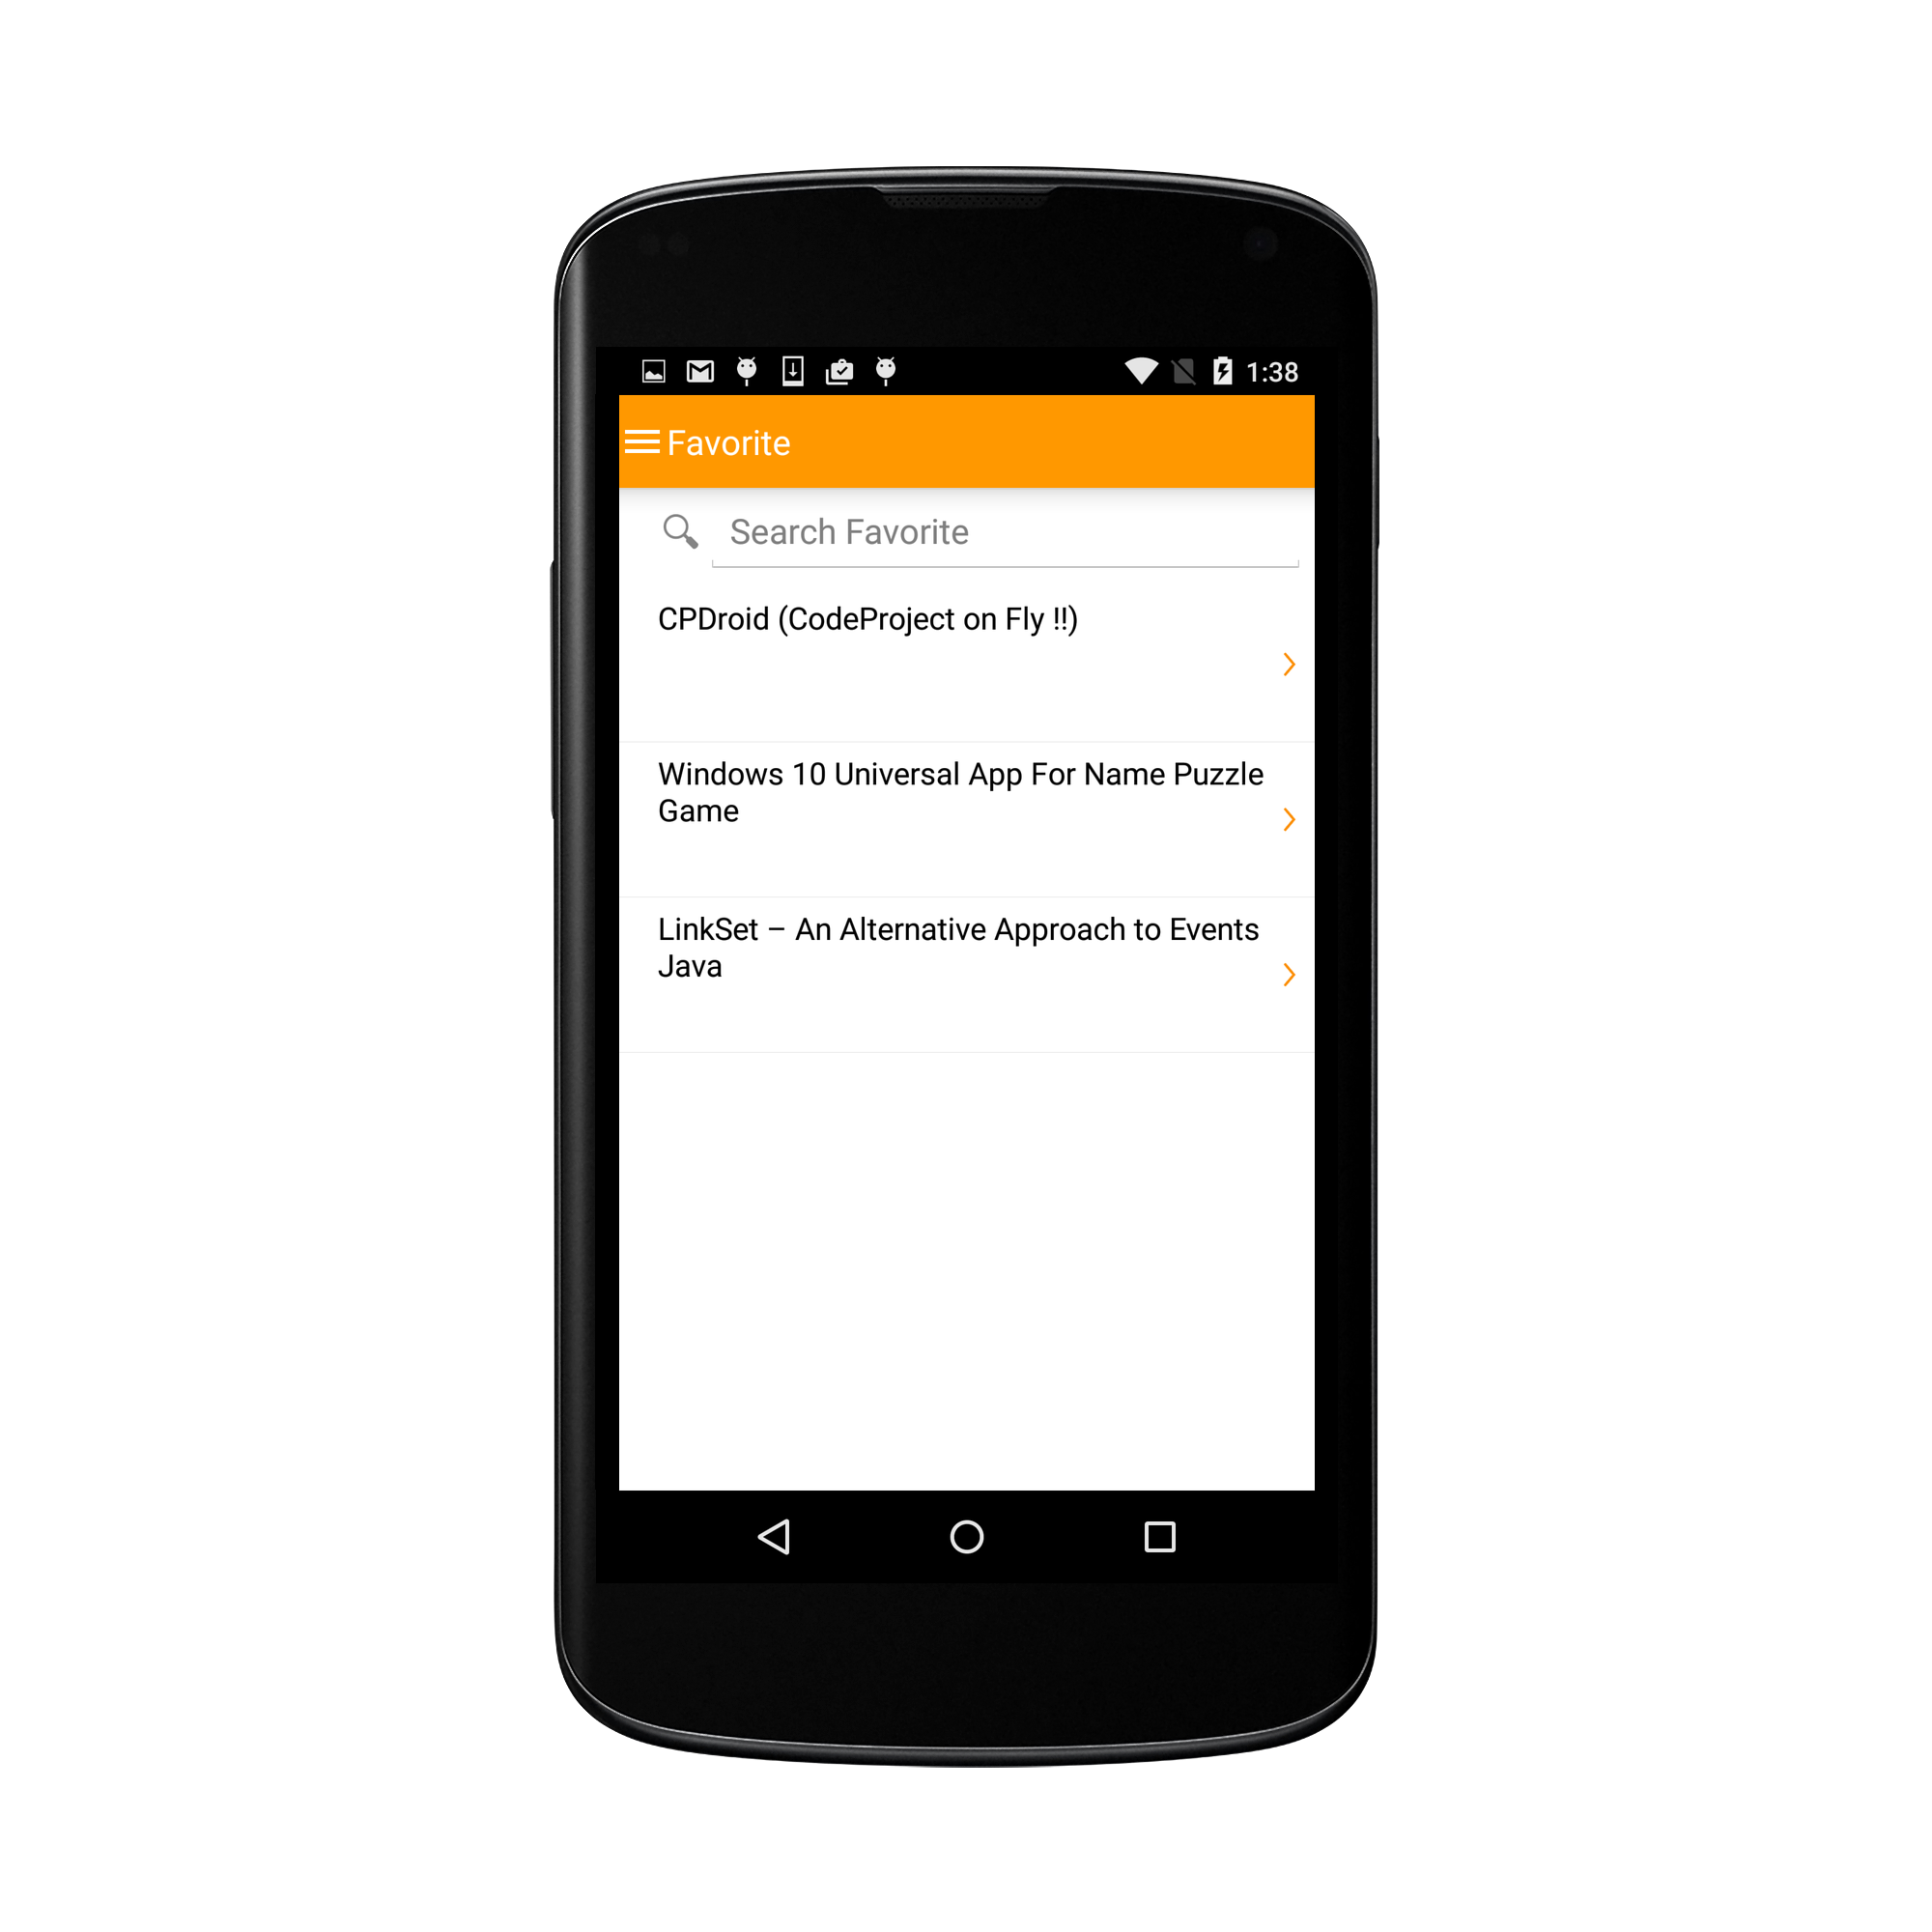 1:38
Favorite
Search Favorite
CPDroid (CodeProject on Fly !!)
Windows 10 Universal App For Name Puzzle
Game
LinkSet – An Alternative Approach to Events
Java